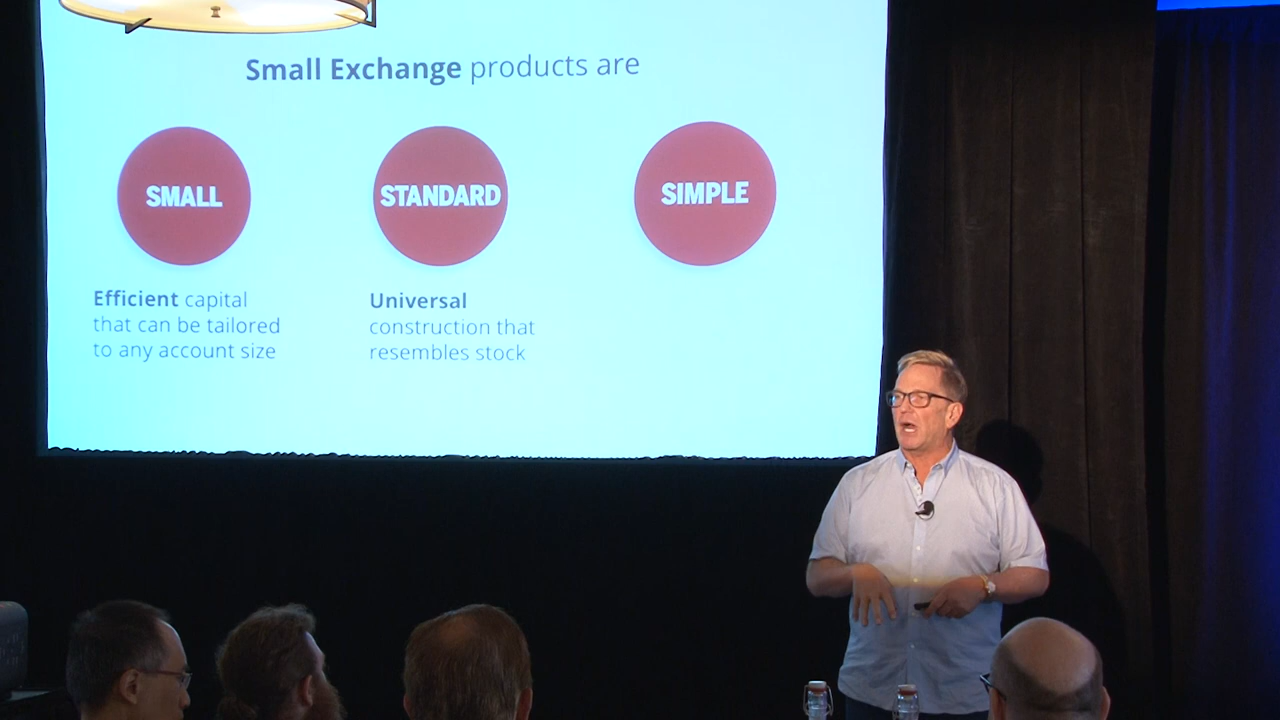 Small Exchange products are
SMALL
STANDARD
SIMPLE
Efficient capital
that can be tailored
to any account size
Universal
construction that
resembles stock